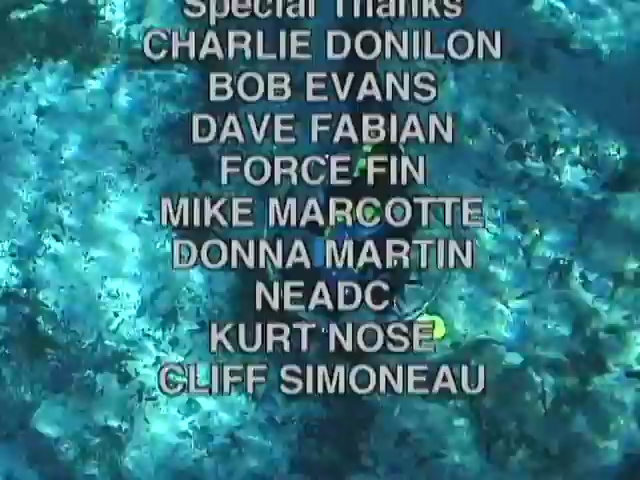 Special Thanks
CHARLIE DONILON
BOB EVANS
DAVE FABIAN
FORCE FIN
MIKE MARCOTTE
DONNA MARTIN
NEADC
KURT NOSE
CLIFF SIMONEAU